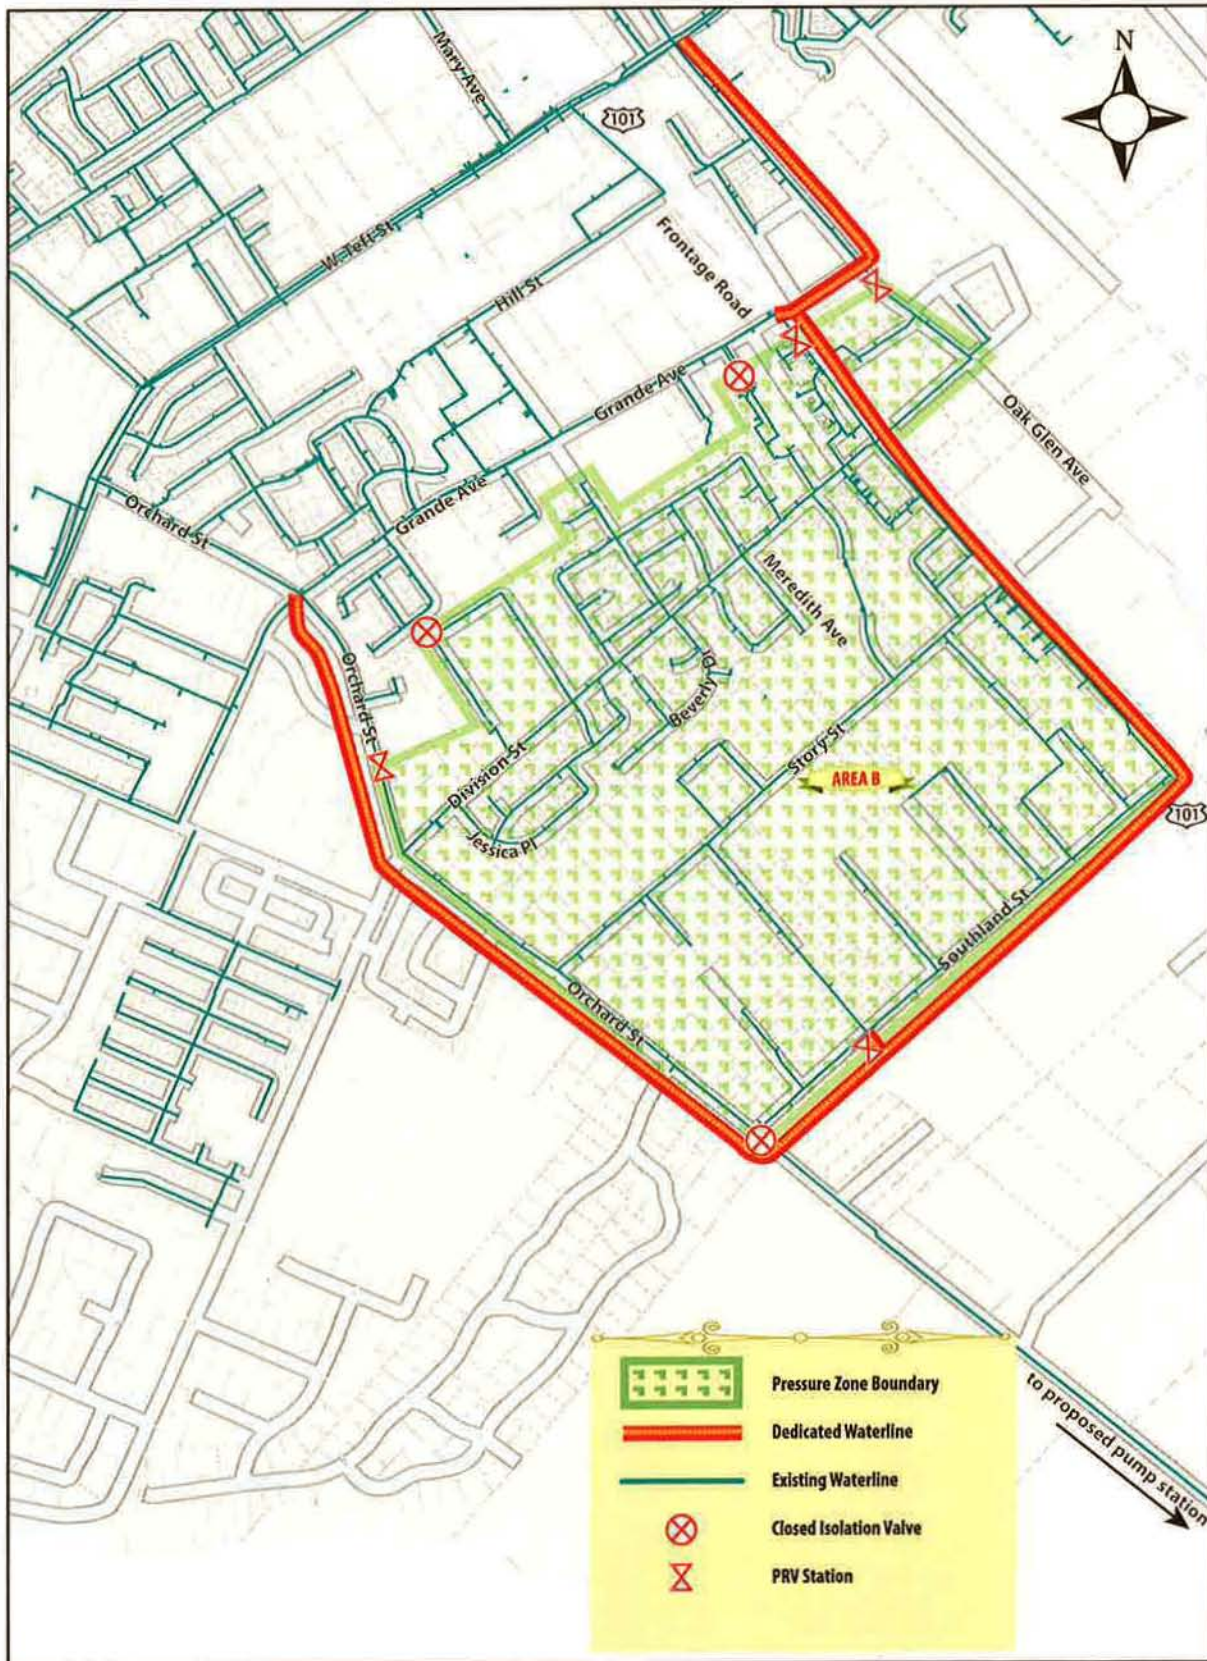 N
Mary Ave
101
W. Teft St
Hill St
Frontage Road
Grande Ave
Oak Glen Ave
Grande Ave
Orchard St
Meredith Ave
Orchard St
Beverly Dr
Division St
Story St
AREA B
101
Jessica Pl
Southland St
Orchard St
to proposed pump station
Pressure Zone Boundary
Dedicated Waterline
Existing Waterline
Closed Isolation Valve
PRV Station